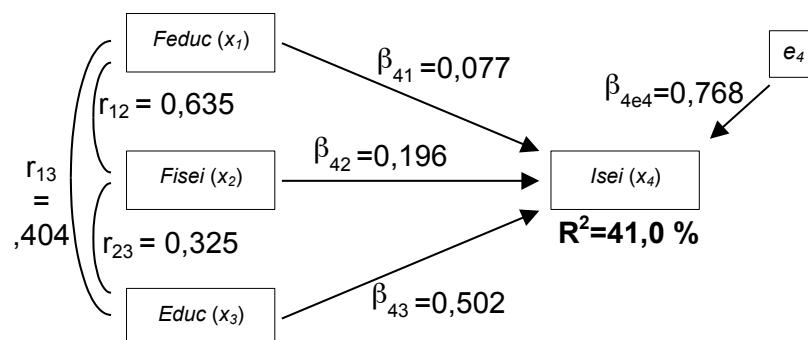 Feduc (x₁)
e₄
β₄₁ =0,077
β₄ₑ₄=0,768
r₁₂ = 0,635
β₄₂ =0,196
r₁₃
=
,404
Fisei (x₂)
Isei (x₄)
R²=41,0 %
r₂₃ = 0,325
β₄₃ =0,502
Educ (x₃)